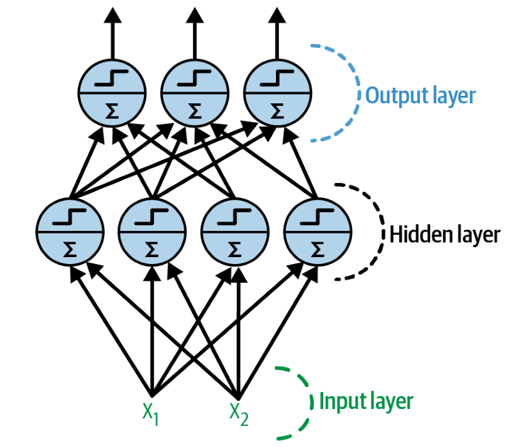 Σ Σ Σ Output layer
Σ Σ Σ Σ Hidden layer
X1 X2 Input layer